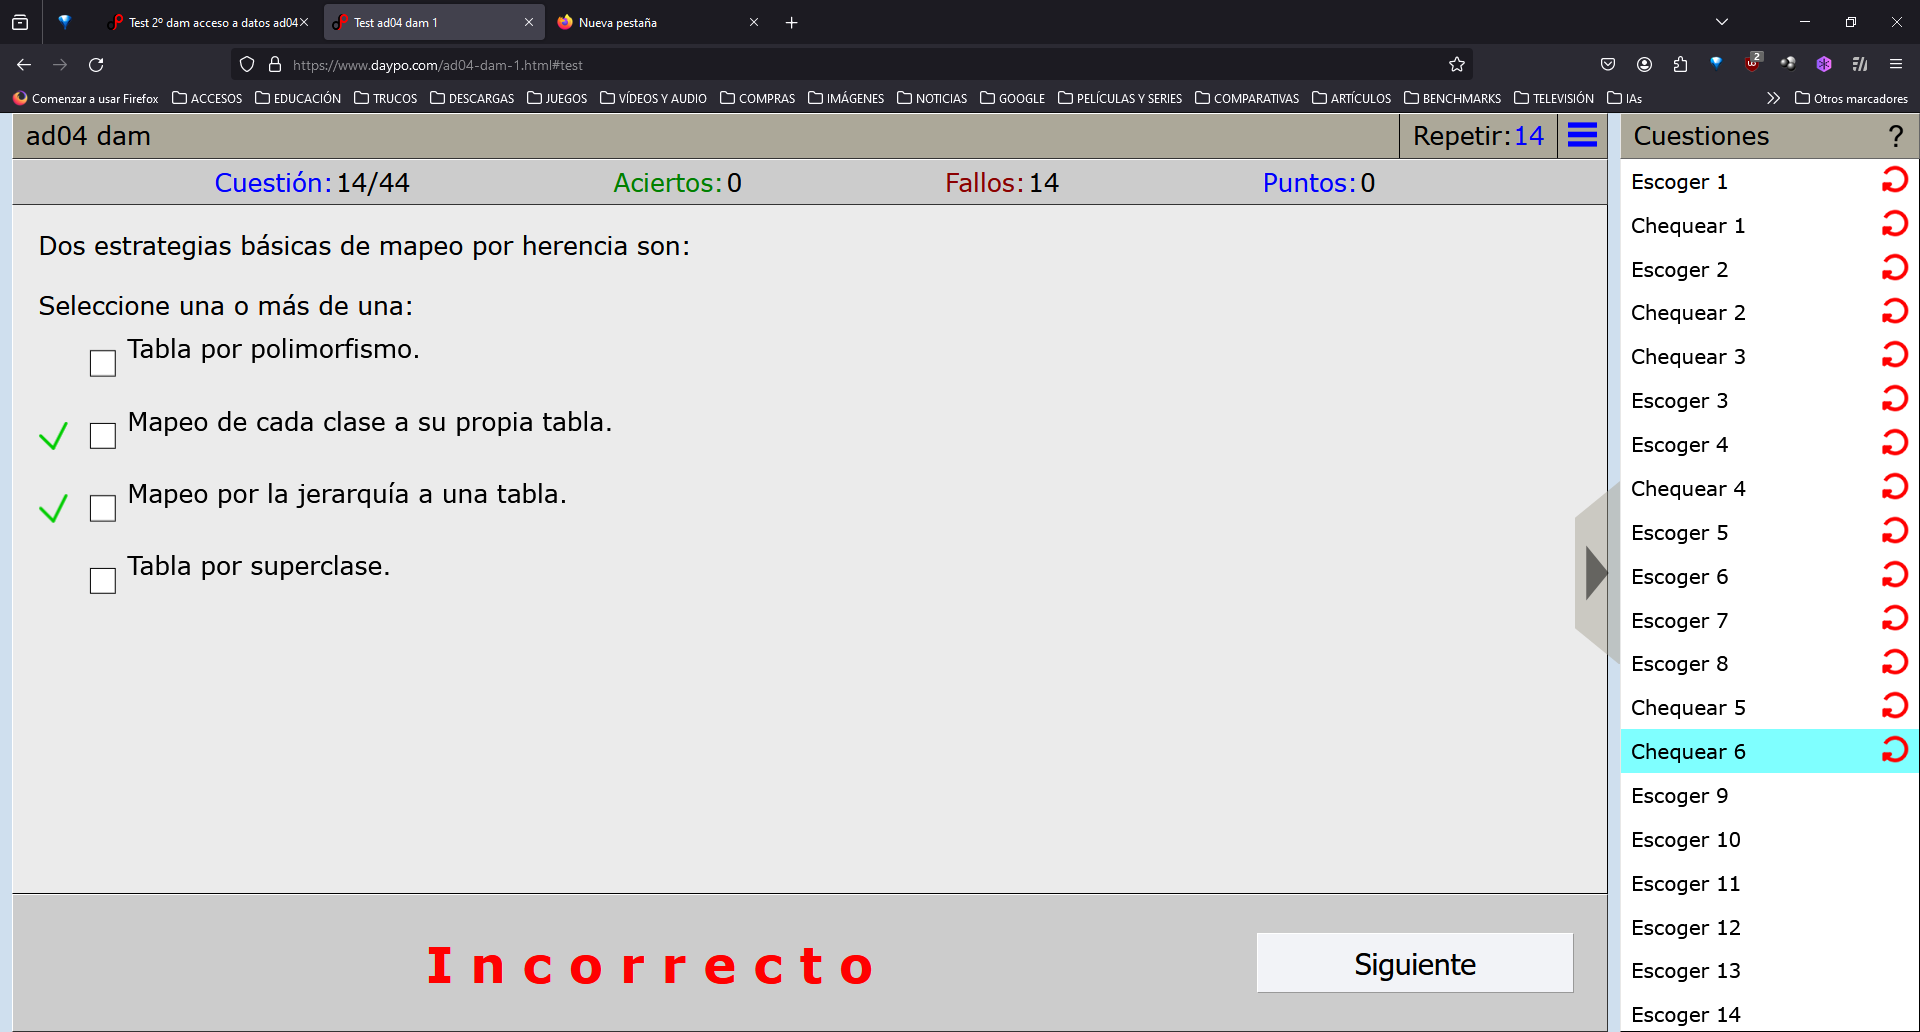 Test 2º dam acceso a datos ad04
Test ad04 dam 1
Nueva pestaña
https://www.daypo.com/ad04-dam-1.html#test
2
Comenzar a usar Firefox
ACCESOS
EDUCACIÓN
TRUCOS
DESCARGAS
JUEGOS
VÍDEOS Y AUDIO
COMPRAS
IMÁGENES
NOTICIAS
GOOGLE
PELÍCULAS Y SERIES
COMPARATIVAS
ARTÍCULOS
BENCHMARKS
TELEVISIÓN
IAs
Otros marcadores
ad04 dam
Repetir:14
Cuestión:14/44
Aciertos:0
Fallos:14
Puntos:0
Dos estrategias básicas de mapeo por herencia son:
Seleccione una o más de una:
Tabla por polimorfismo.
Mapeo de cada clase a su propia tabla.
Mapeo por la jerarquía a una tabla.
Tabla por superclase.
Incorrecto
Siguiente
Cuestiones
?
Escoger 1
Chequear 1
Escoger 2
Chequear 2
Chequear 3
Escoger 3
Escoger 4
Chequear 4
Escoger 5
Escoger 6
Escoger 7
Escoger 8
Chequear 5
Chequear 6
Escoger 9
Escoger 10
Escoger 11
Escoger 12
Escoger 13
Escoger 14